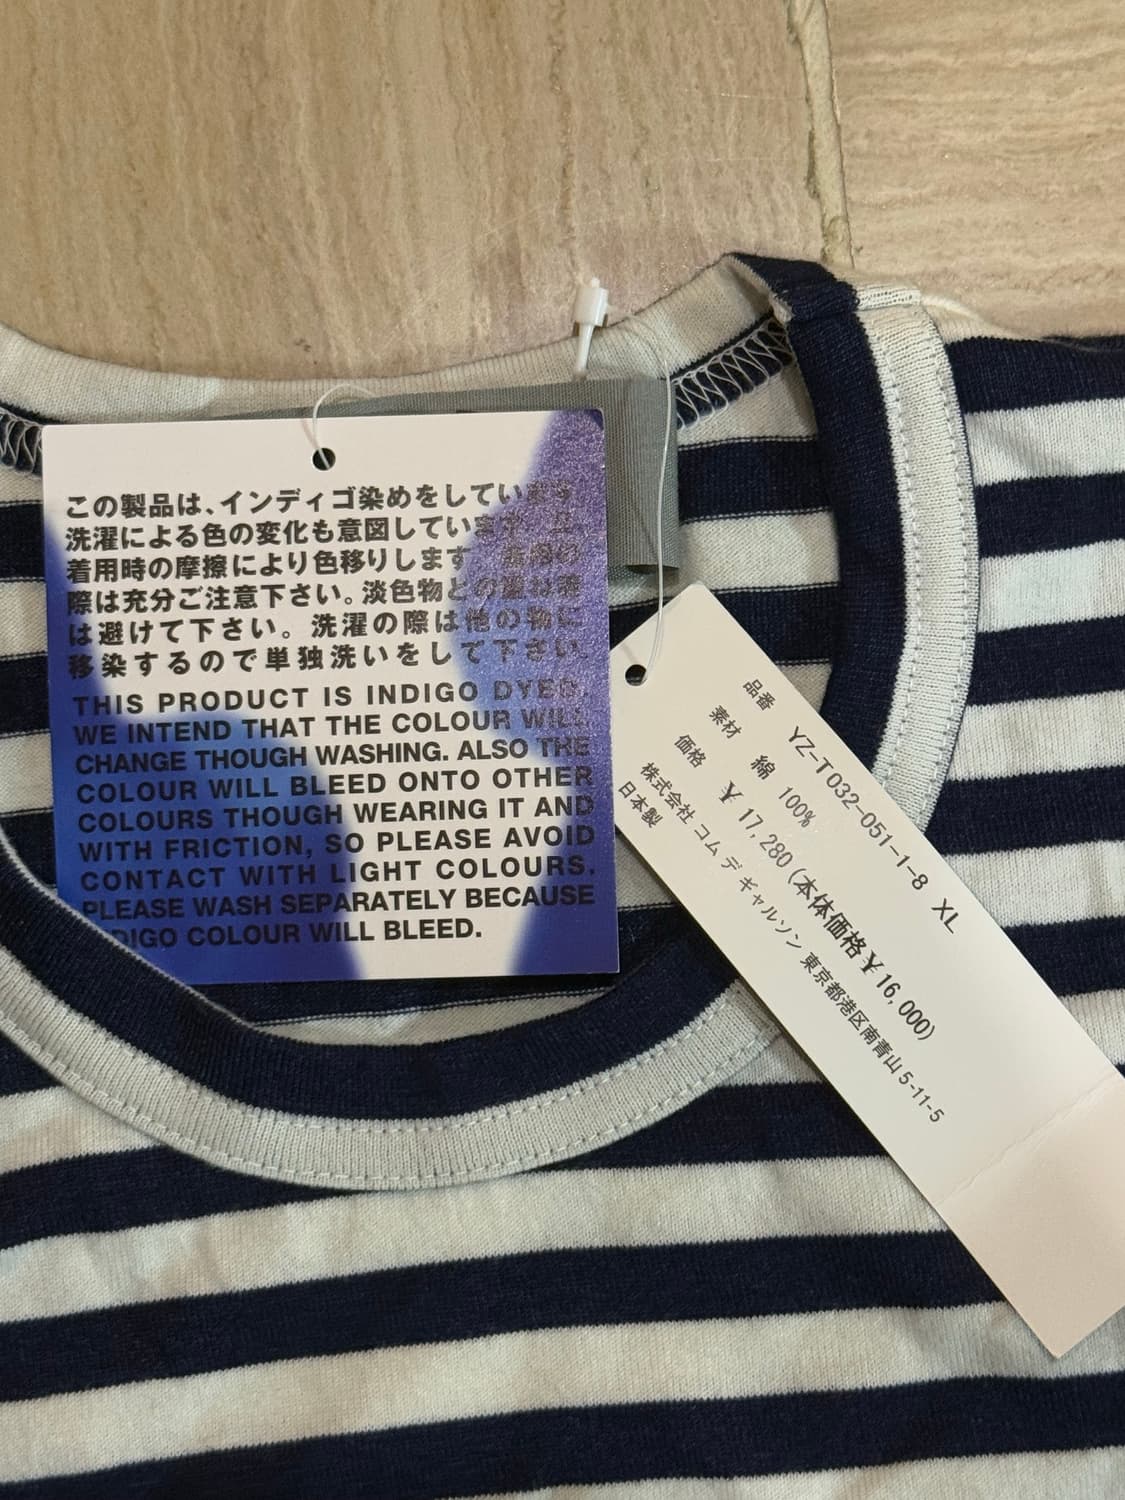 この製品は、インディゴ染めをしています。
洗濯による色の変化も意図しています。又、
着用時の摩擦により色移りします。着用の
際は充分ご注意下さい。淡色物との
は避けて下さい。洗濯の際は他の物に
移染するので単独洗いをして下さい。
THIS PRODUCT IS INDIGO DYED.
WE INTEND THAT THE COLOUR WILL
CHANGE THOUGH WASHING. ALSO THE
COLOUR WILL BLEED ONTO OTHER
COLOURS THOUGH WEARING IT AND
WITH FRICTION, SO PLEASE AVOID
CONTACT WITH LIGHT COLOURS.
PLEASE WASH SEPARATELY BECAUSE
INDIGO COLOUR WILL BLEED.
品番 YZ-T032-051-1-8 XL
素材 綿 100%
価格 ¥ 17,280 (本体価格¥16,000)
株式会社 コム デ ギャルソン 東京都港区南青山 5-11-5
日本製